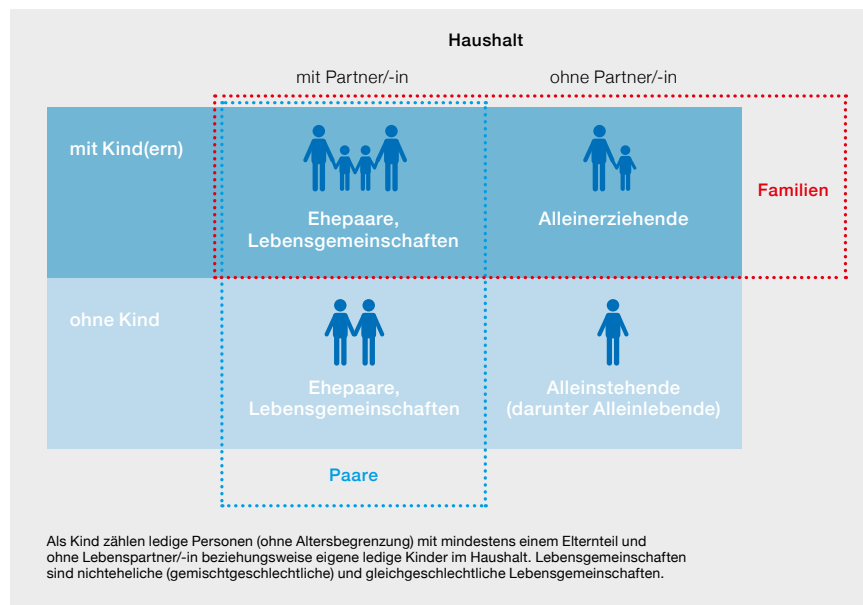 Haushalt
mit Partner/-in
ohne Partner/-in
mit Kind(ern)
Ehepaare,
Lebensgemeinschaften
Alleinerziehende
Familien
ohne Kind
Ehepaare,
Lebensgemeinschaften
Alleinstehende
(darunter Alleinlebende)
Paare
Als Kind zählen ledige Personen (ohne Altersbegrenzung) mit mindestens einem Elternteil und
ohne Lebenspartner/-in beziehungsweise eigene ledige Kinder im Haushalt. Lebensgemeinschaften
sind nichteheliche (gemischtgeschlechtliche) und gleichgeschlechtliche Lebensgemeinschaften.